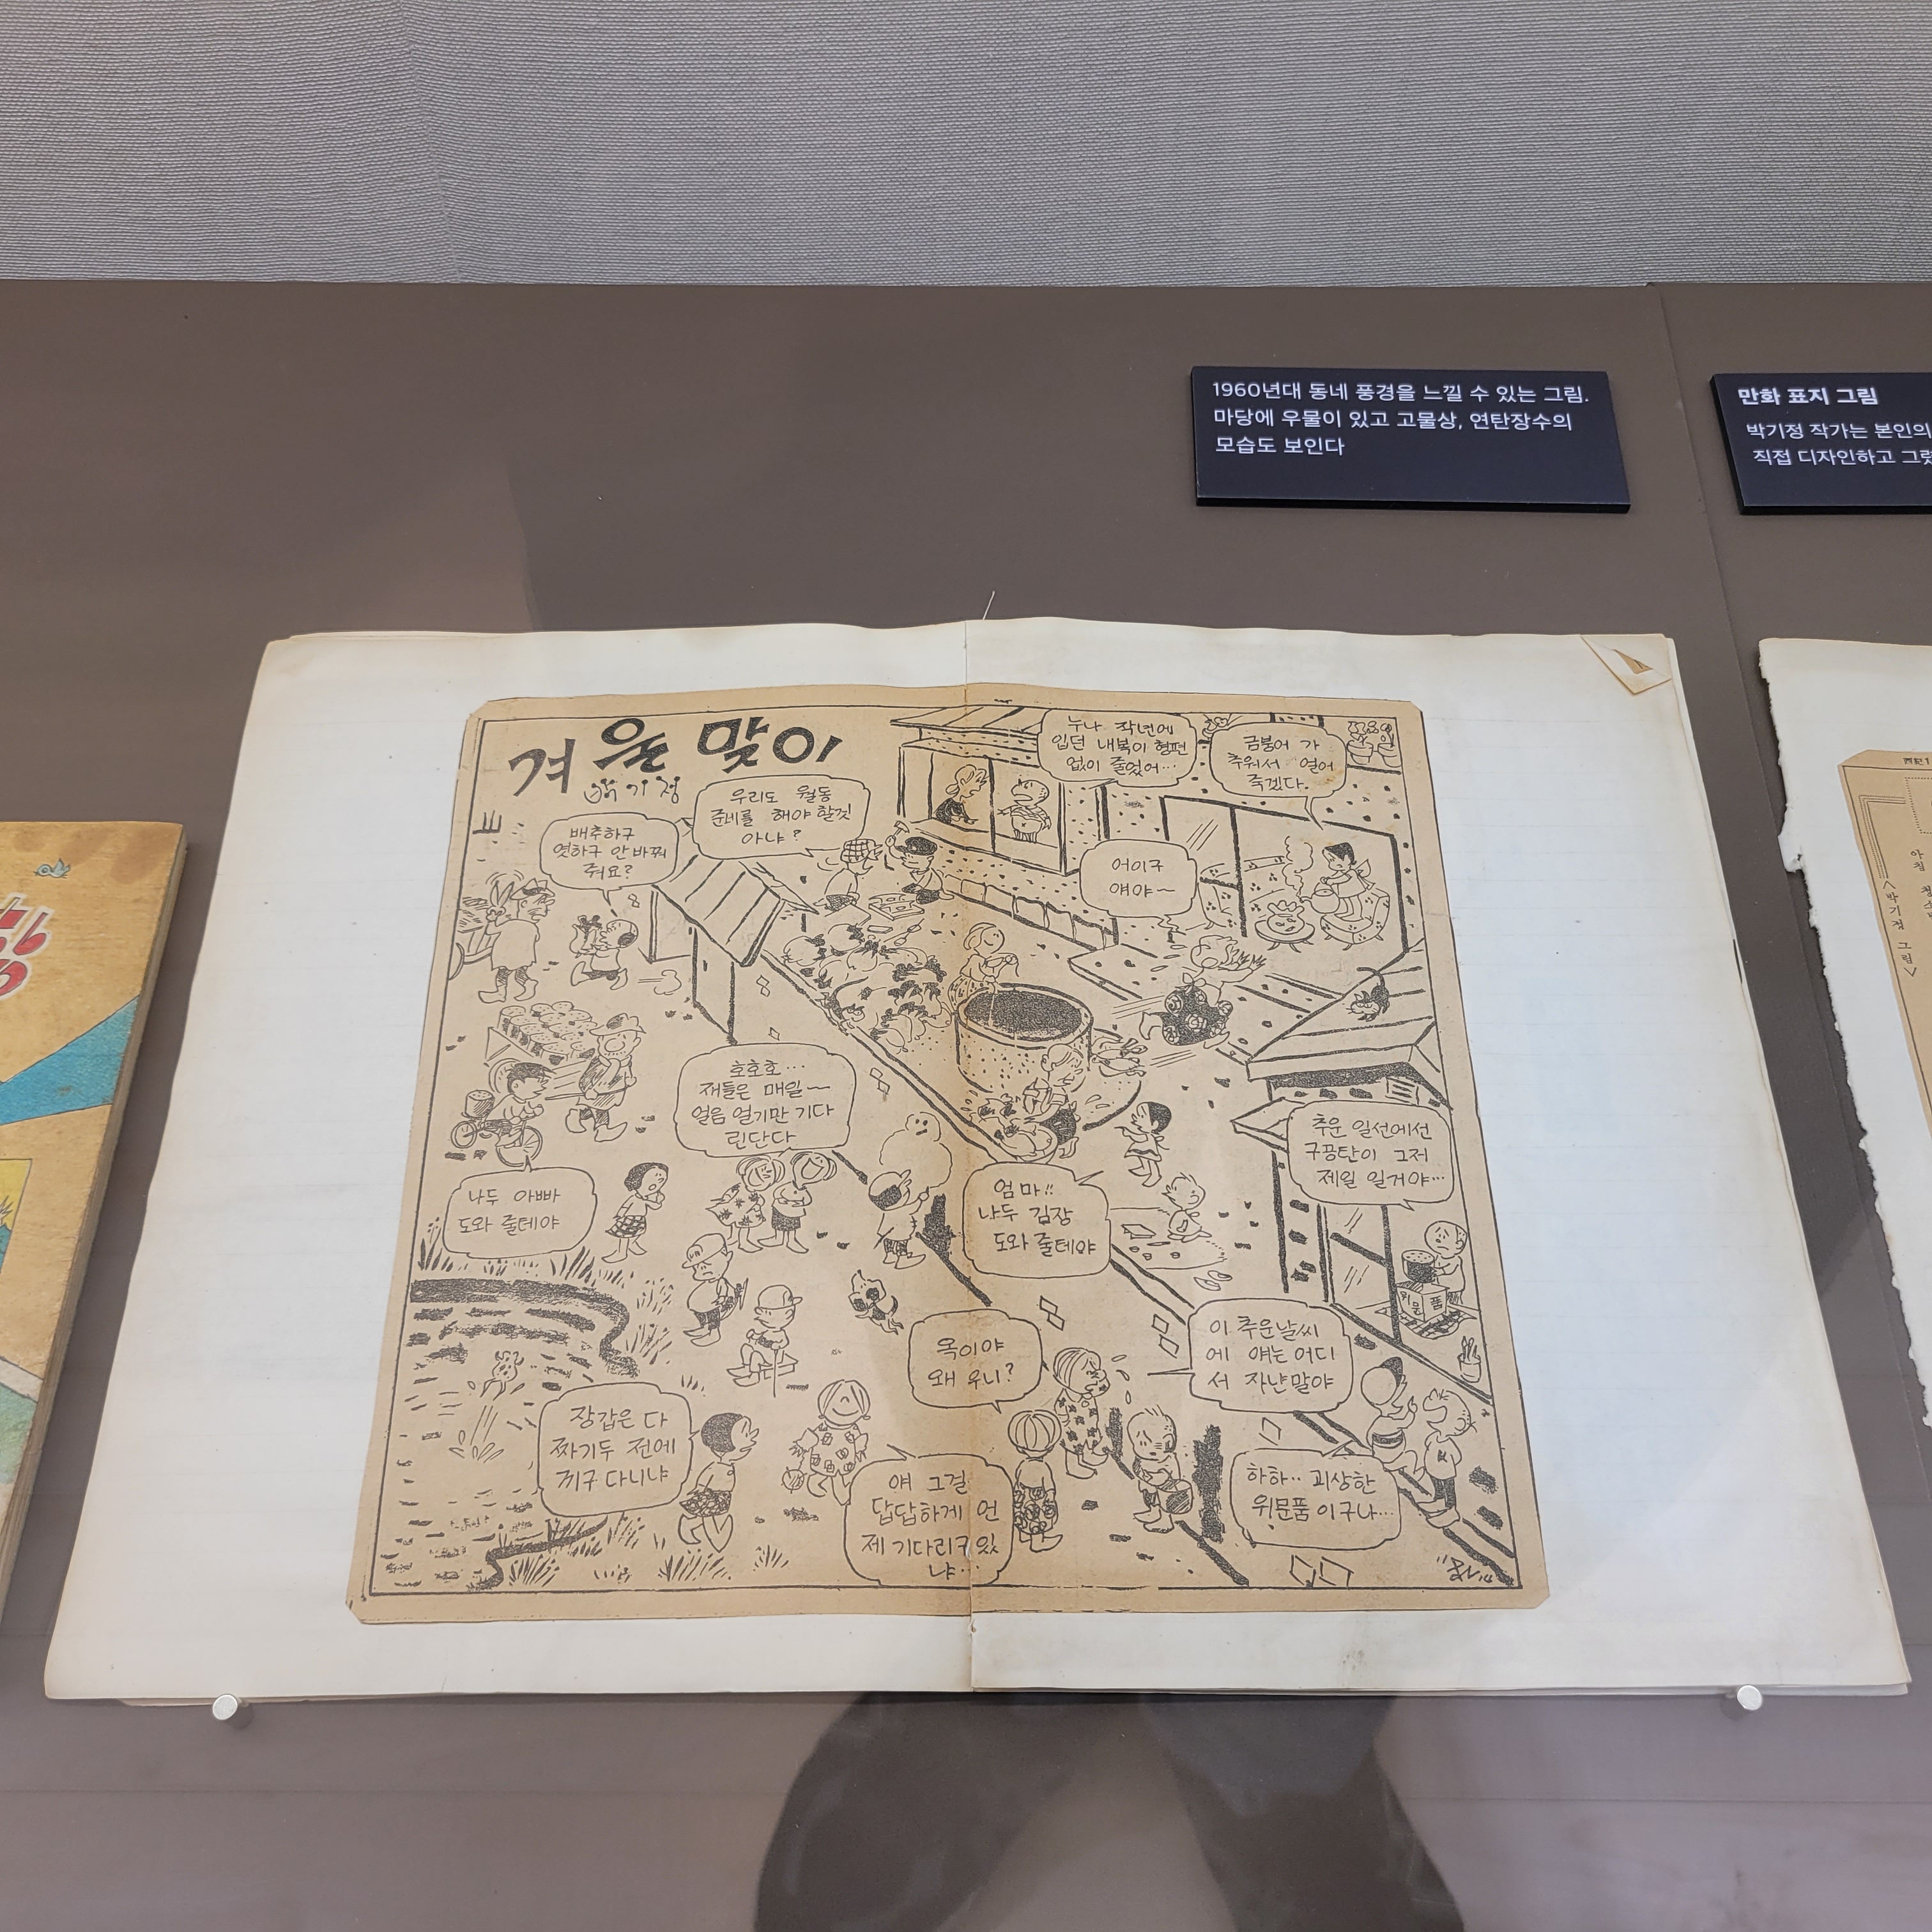 1960년대 동네 풍경을 느낄 수 있는 그림.
마당에 우물이 있고 고물상, 연탄장수의
모습도 보인다
만화 표지 그림
박기정 작가는 본인의
직접 디자인하고 그렸
겨울 맞이
박기정
누나 작년에
입던 내복이 형편
없이 줄었어…
금붕어 가
추워서 얼어
죽겠다.
우리도 월동
준비를 해야 할것
아냐?
배추하구
엿하구 안 바꿔
줘요?
어이구
얘야~
호호호…
쟤들은 매일~
얼음 얼기만 기다
린단다
추운 일선에선
구공탄이 그저
제일 일거야…
나두 아빠
도와 줄테야
엄마!!
나두 김장
도와 줄테야
위문
품
옥이야
왜 우니?
이 추운날씨
에 얘는 어디
서 자냔말야
장갑은 다
짜기두 전에
끼구 다니냐
얘 그걸
답답하게 언
제 기다리구 있
냐…
하하‥ 괴상한
위문품 이구나…
<박기정 그림>